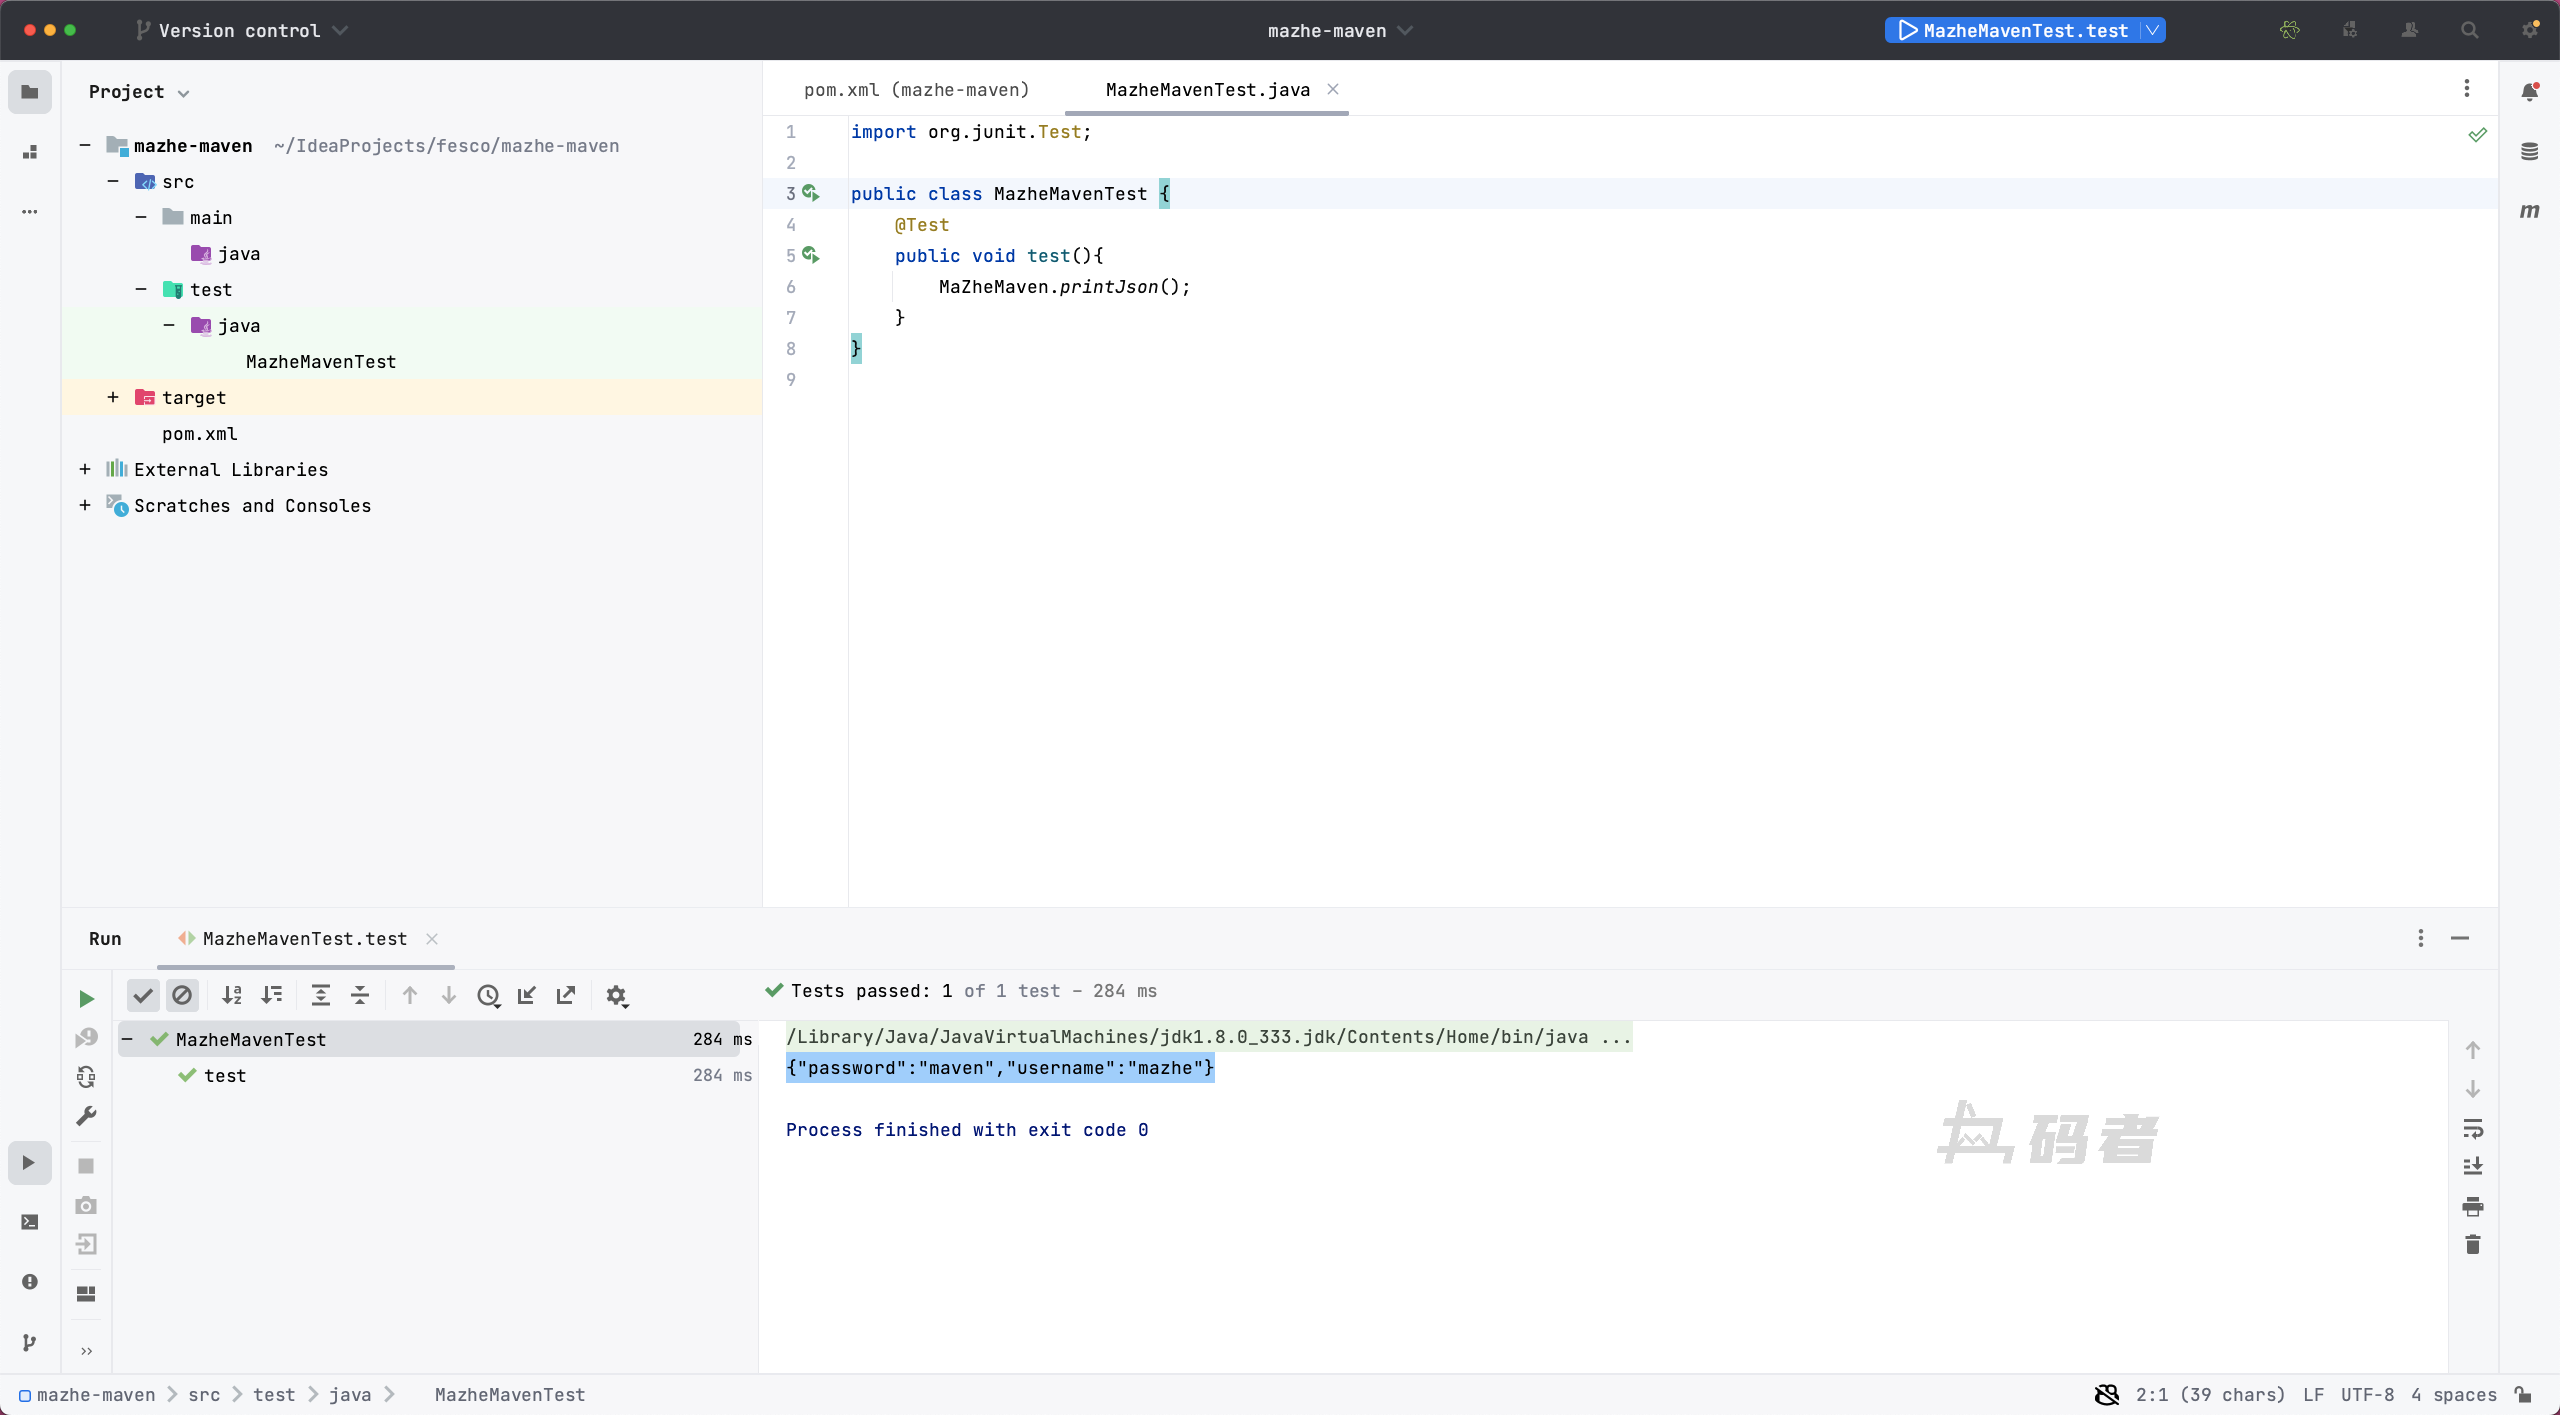 Version control
mazhe-maven
MazheMavenTest.test
Project
mazhe-maven ~/IdeaProjects/fesco/mazhe-maven
src
main
java
test
java
MazheMavenTest
target
pom.xml
External Libraries
Scratches and Consoles
pom.xml (mazhe-maven)
MazheMavenTest.java
1 import org.junit.Test;
2
3 public class MazheMavenTest {
4 @Test
5 public void test(){
6 MaZheMaven.printJson();
7 }
8 }
9
m
Run
MazheMavenTest.test
Tests passed: 1 of 1 test – 284 ms
MazheMavenTest 284 ms
test 284 ms
/Library/Java/JavaVirtualMachines/jdk1.8.0_333.jdk/Contents/Home/bin/java ...
{"password":"maven","username":"mazhe"}
Process finished with exit code 0
码者
mazhe-maven > src > test > java > MazheMavenTest
2:1 (39 chars) LF UTF-8 4 spaces